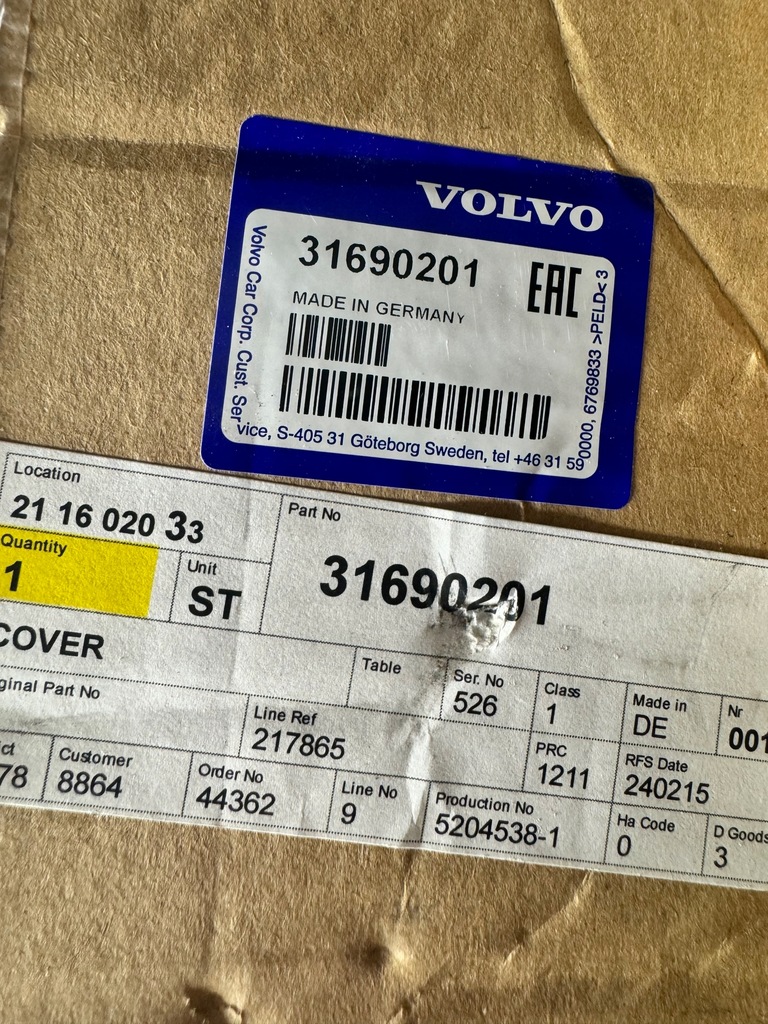 VOLVO
31690201
EAC
MADE IN GERMANY
Volvo Car Corp. Cust. Service, S-405 31 Göteborg Sweden, tel +46 31 590000, 6769833 >PELD< 3
Location
21 16 020 33
Quantity
1
Unit
ST
Part No
31690201
COVER
ginal Part No
Table
Ser. No
526
Class
1
Made in
DE
Nr
001
Line Ref
217865
PRC
1211
RFS Date
240215
ct
78
Customer
8864
Order No
44362
Line No
9
Production No
5204538-1
Ha Code
0
D Goods
3